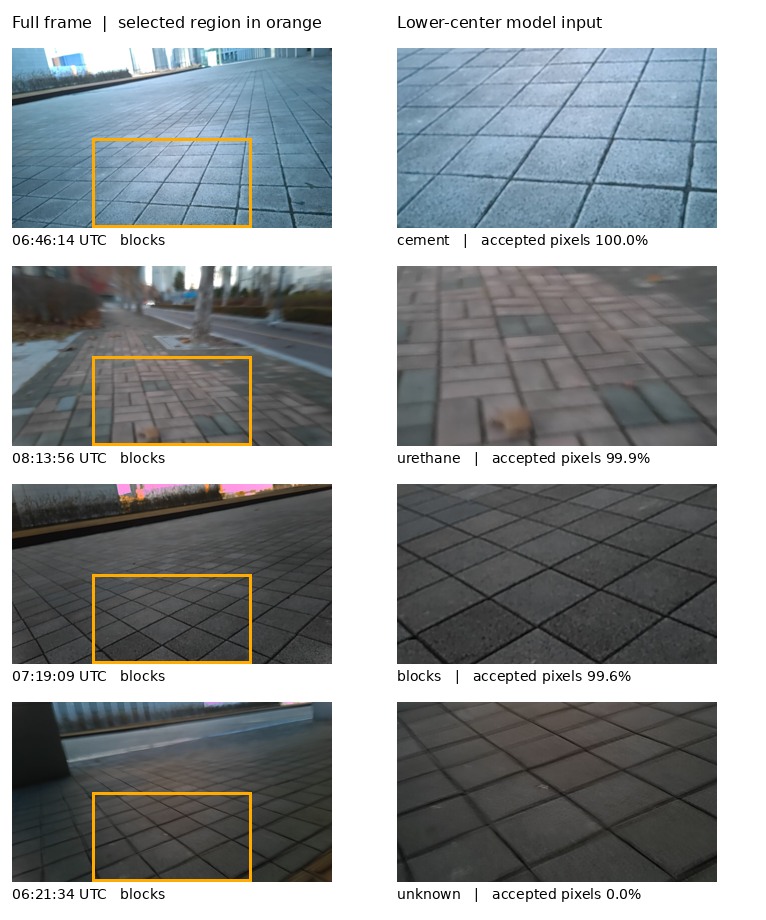 Full frame  |  selected region in orange
Lower-center model input
06:46:14 UTC   blocks
cement   |   accepted pixels 100.0%
08:13:56 UTC   blocks
urethane   |   accepted pixels 99.9%
07:19:09 UTC   blocks
blocks   |   accepted pixels 99.6%
06:21:34 UTC   blocks
unknown   |   accepted pixels 0.0%